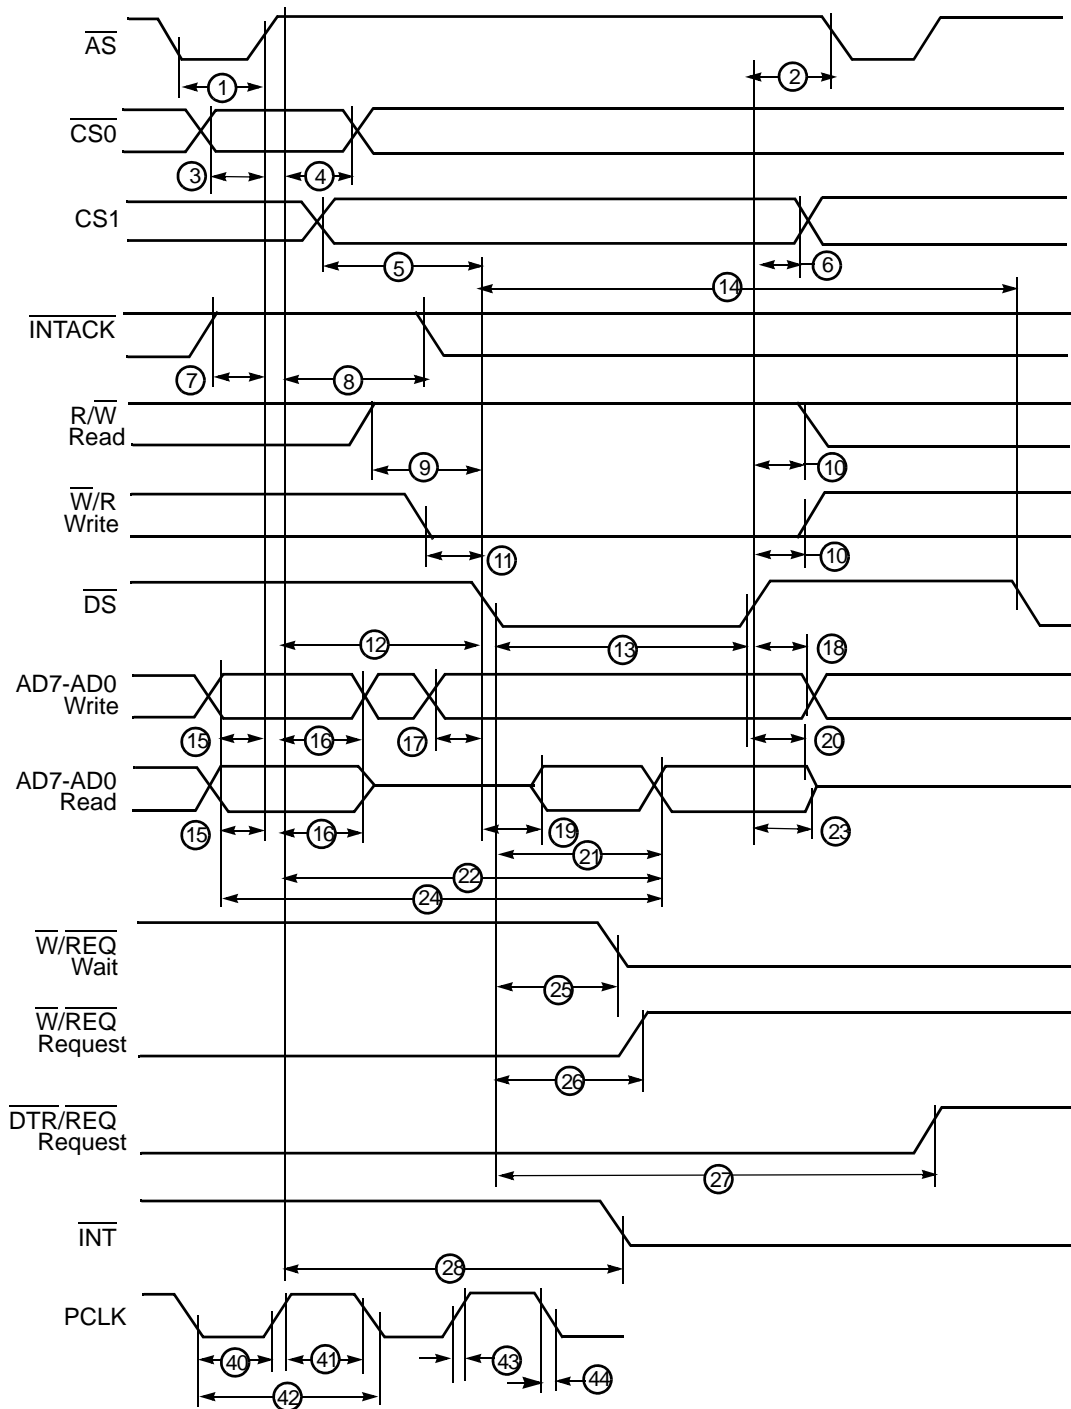 AS
1
2
CS0
3
4
CS1
5
6
14
INTACK
7
8
R/W
Read
9
10
W/R
Write
11
10
DS
12
13
18
AD7-AD0
Write
15
16
17
20
AD7-AD0
Read
15
16
19
23
21
22
24
W/REQ
Wait
25
W/REQ
Request
26
DTR/REQ
Request
27
INT
28
PCLK
40
41
43
44
42